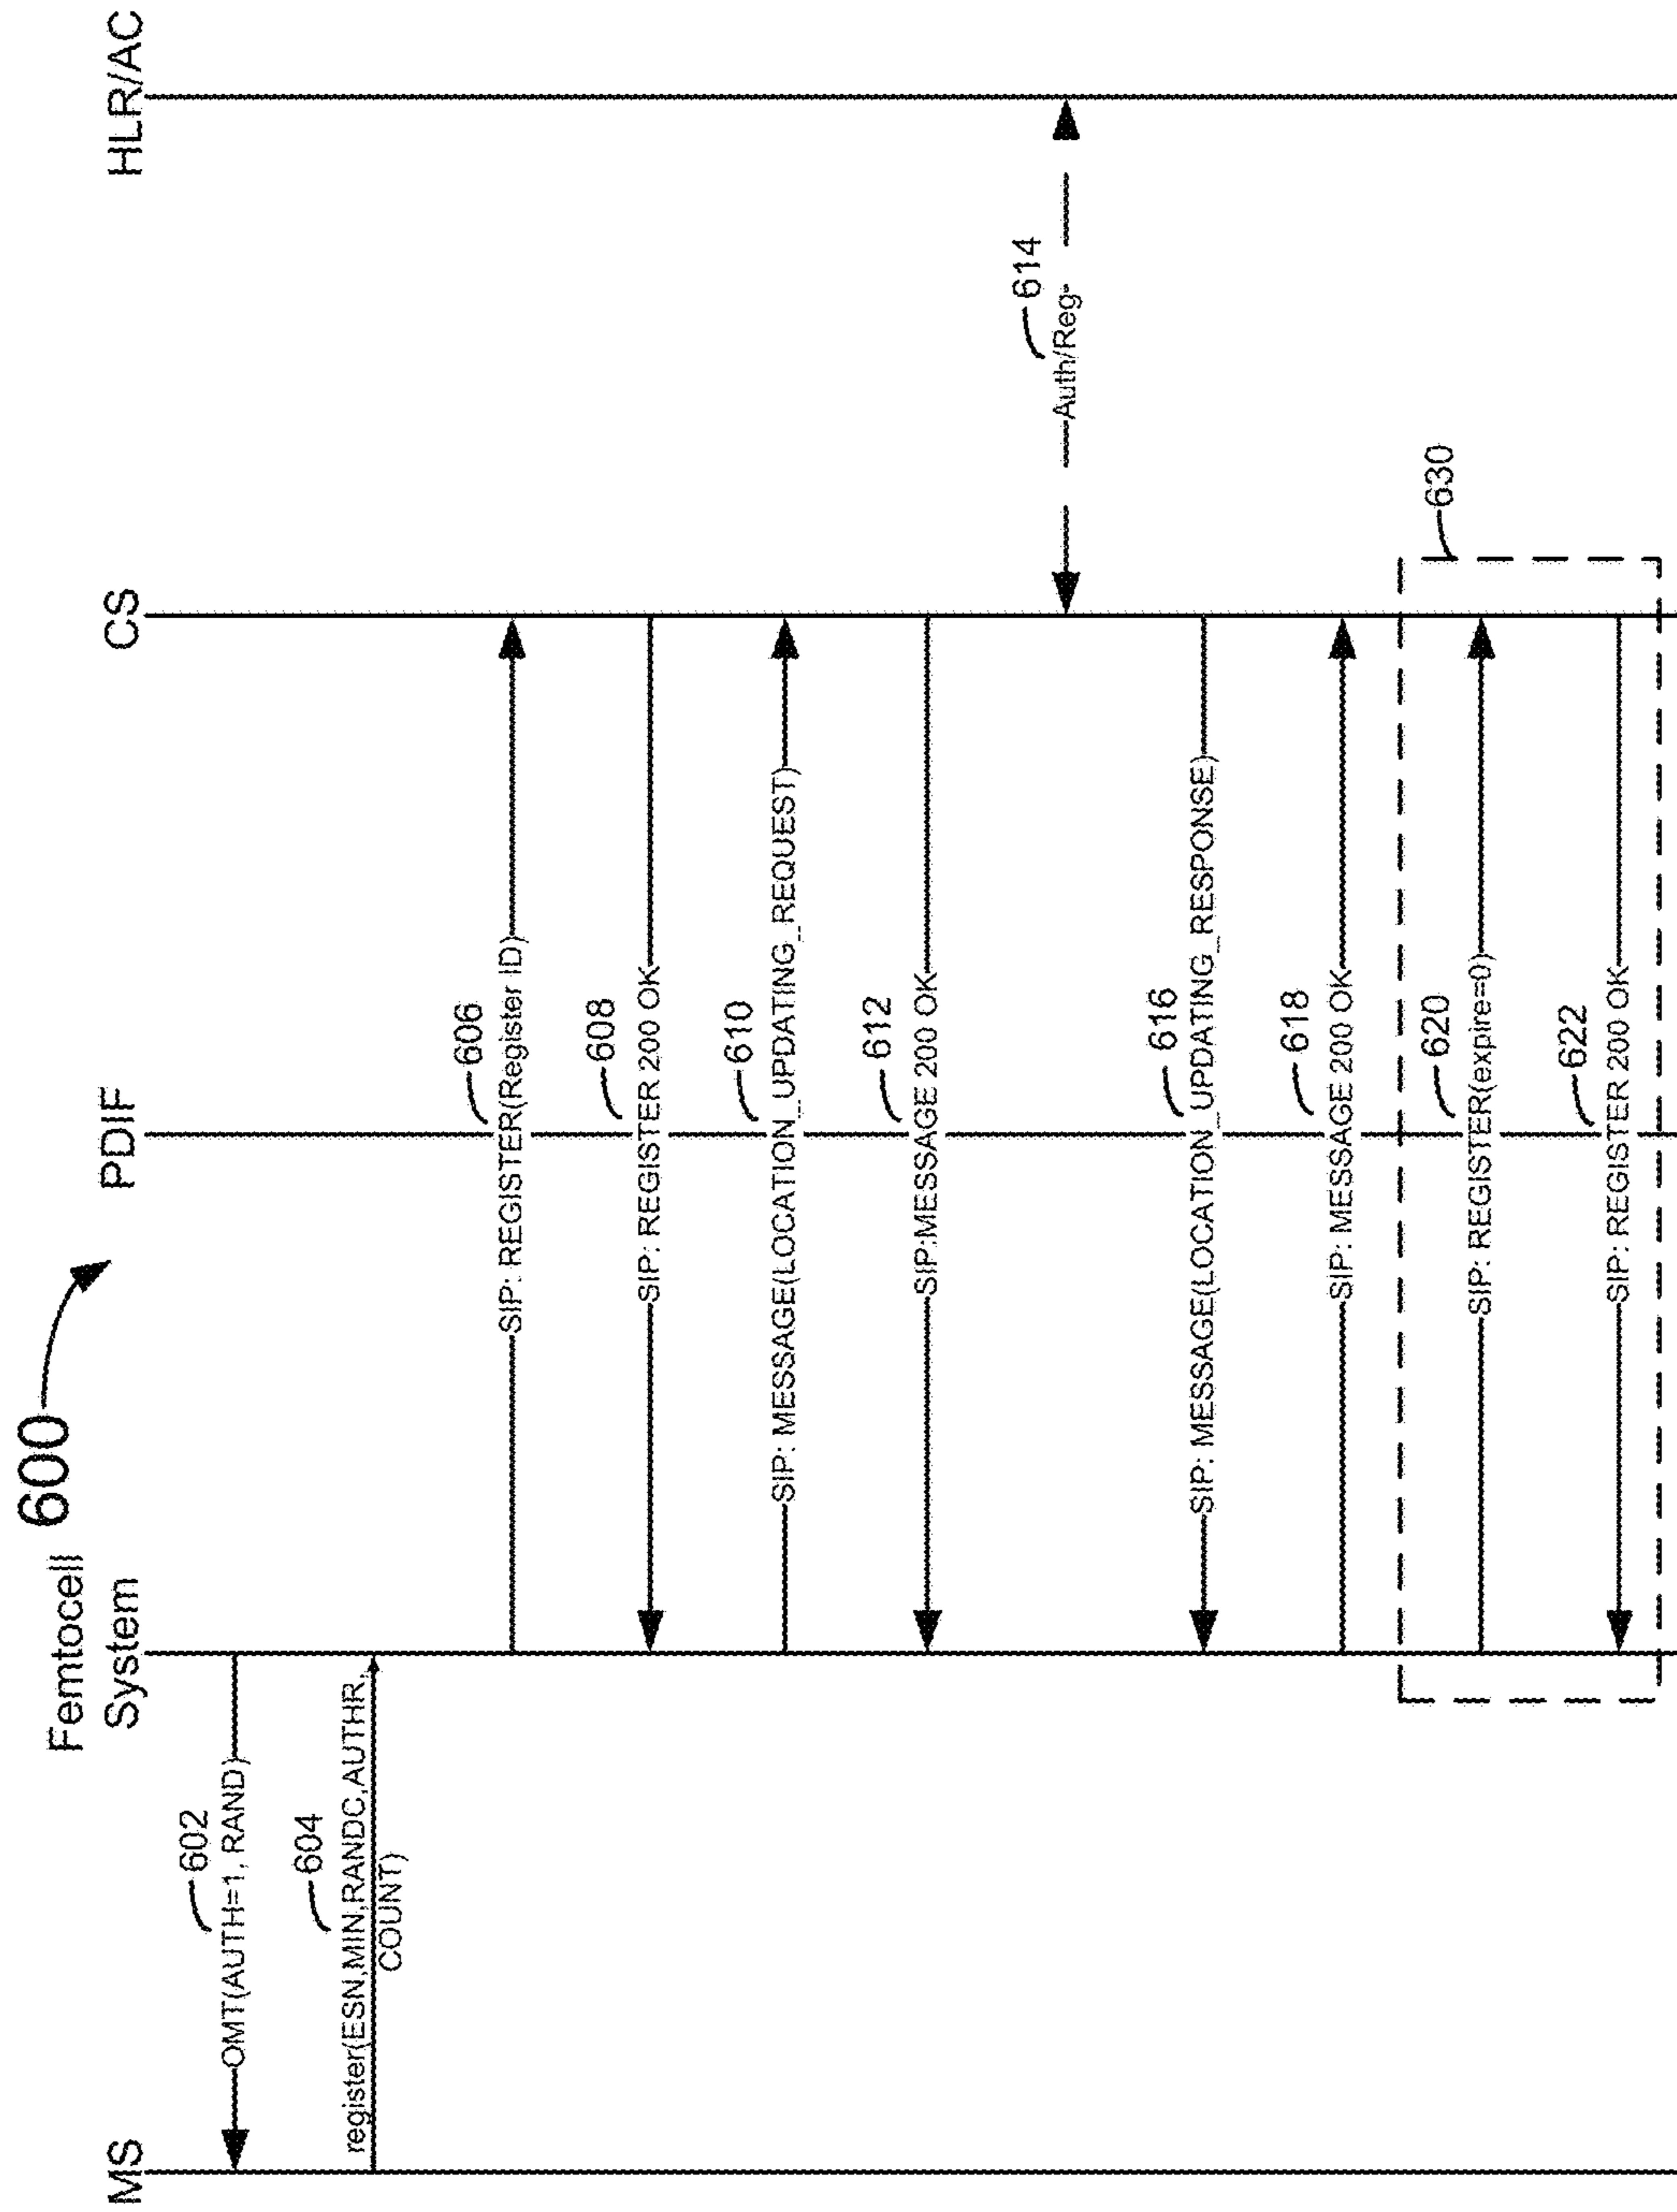 600
MS
Femtocell
System
PDIF
CS
HLR/AC
602
OMT(AUTH=1, RAND)
604
register(ESN,MIN,RANDC,AUTHR,
COUNT)
606
SIP: REGISTER(Register ID)
608
SIP: REGISTER 200 OK
610
SIP: MESSAGE(LOCATION_UPDATING_REQUEST)
612
SIP:MESSAGE 200 OK
614
Auth/Reg
616
SIP: MESSAGE(LOCATION_UPDATING_RESPONSE)
618
SIP: MESSAGE 200 OK
630
620
SIP: REGISTER(expire=0)
622
SIP: REGISTER 200 OK